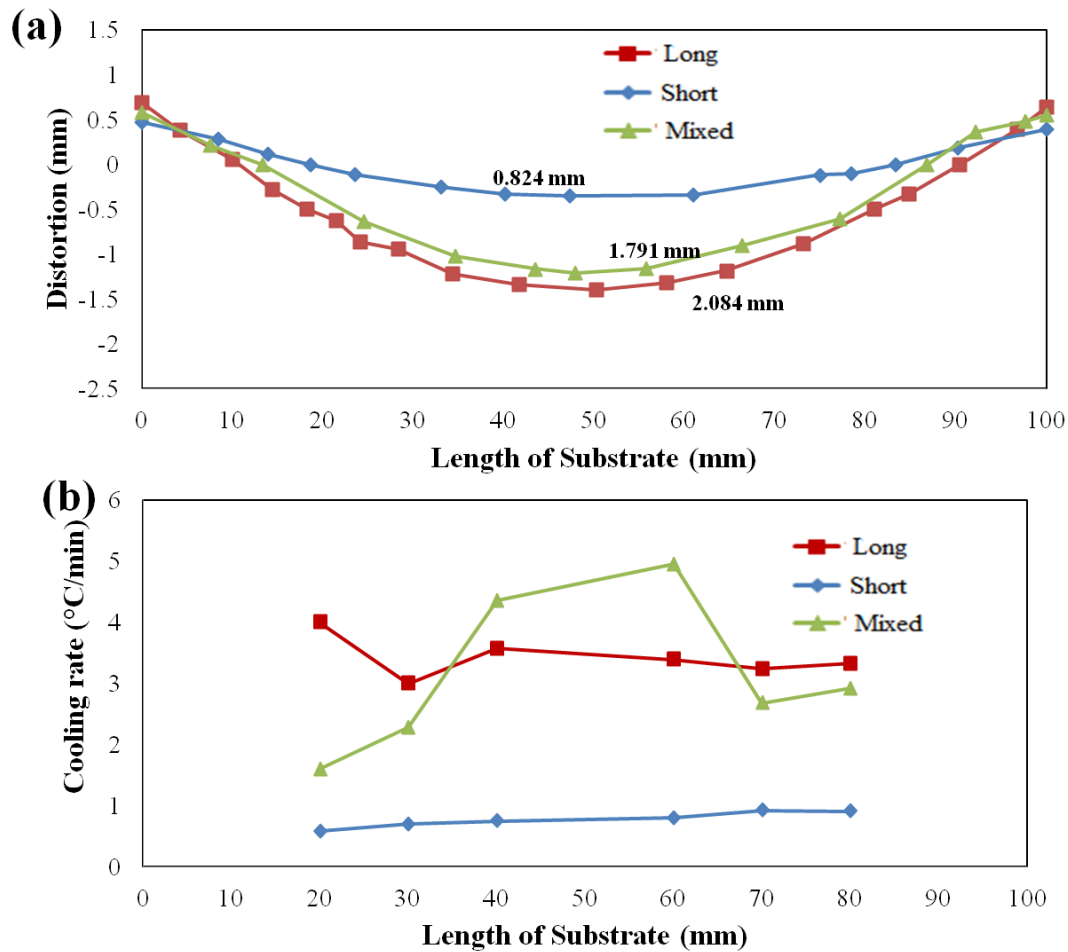 (a)
1.5
1
0.5
0
-0.5
-1
-1.5
-2
-2.5
Distortion (mm)
Long
Short
Mixed
0.824 mm
1.791 mm
2.084 mm
0 10 20 30 40 50 60 70 80 90 100
Length of Substrate (mm)
(b)
6
5
4
3
2
1
0
Cooling rate (°C/min)
Long
Short
Mixed
0 10 20 30 40 50 60 70 80 90 100
Length of Substrate (mm)